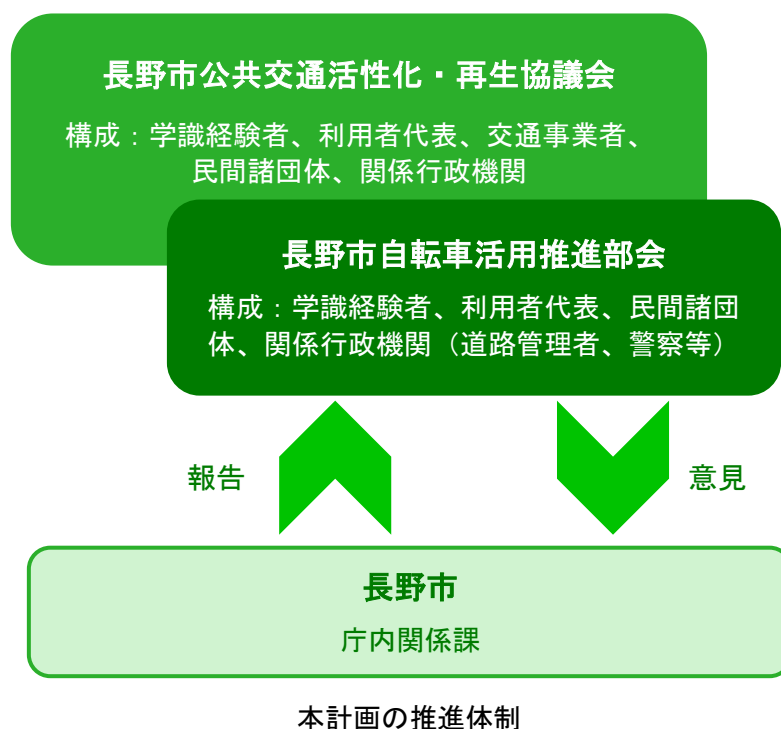 長野市公共交通活性化・再生協議会
構成：学識経験者、利用者代表、交通事業者、
民間諸団体、関係行政機関
長野市自転車活用推進部会
構成：学識経験者、利用者代表、民間諸団
体、関係行政機関（道路管理者、警察等）
報告
意見
長野市
庁内関係課
本計画の推進体制